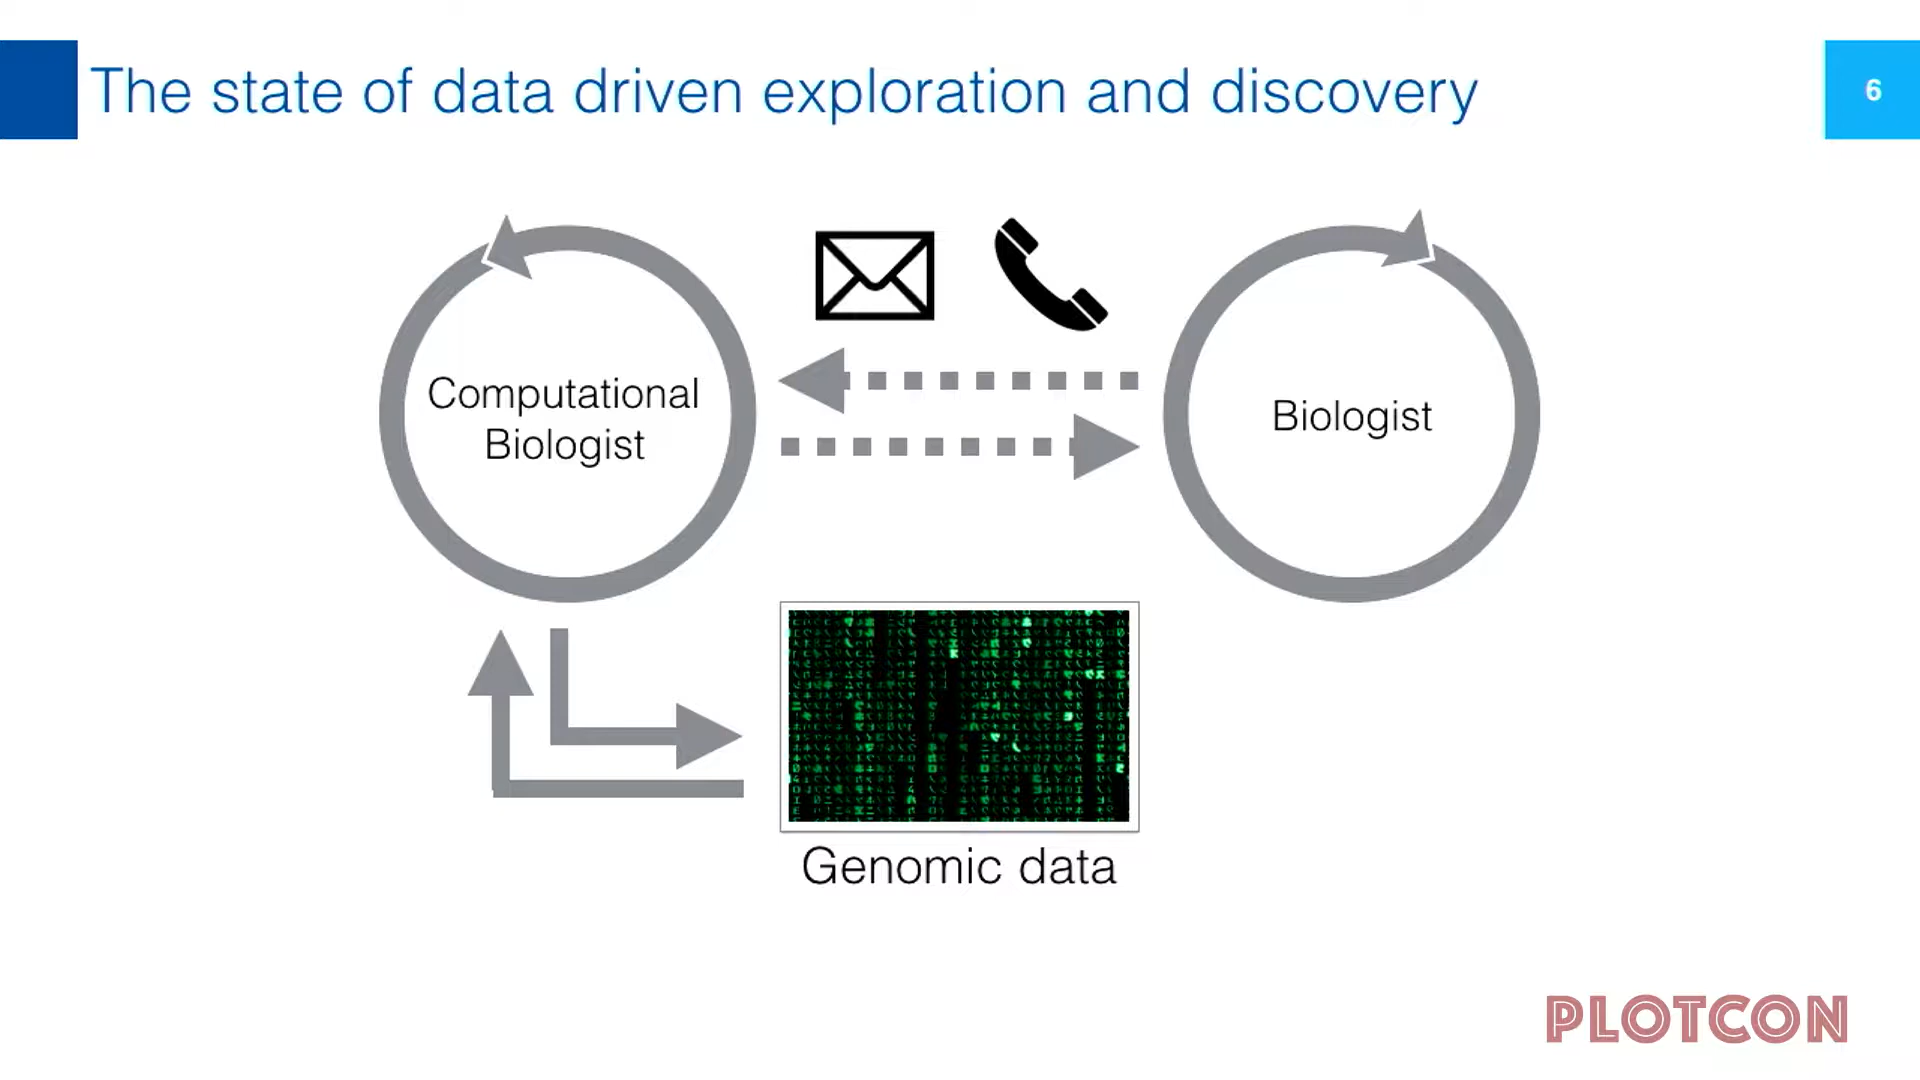 The state of data driven exploration and discovery
6
Computational
Biologist
Biologist
Genomic data
PLOTCON